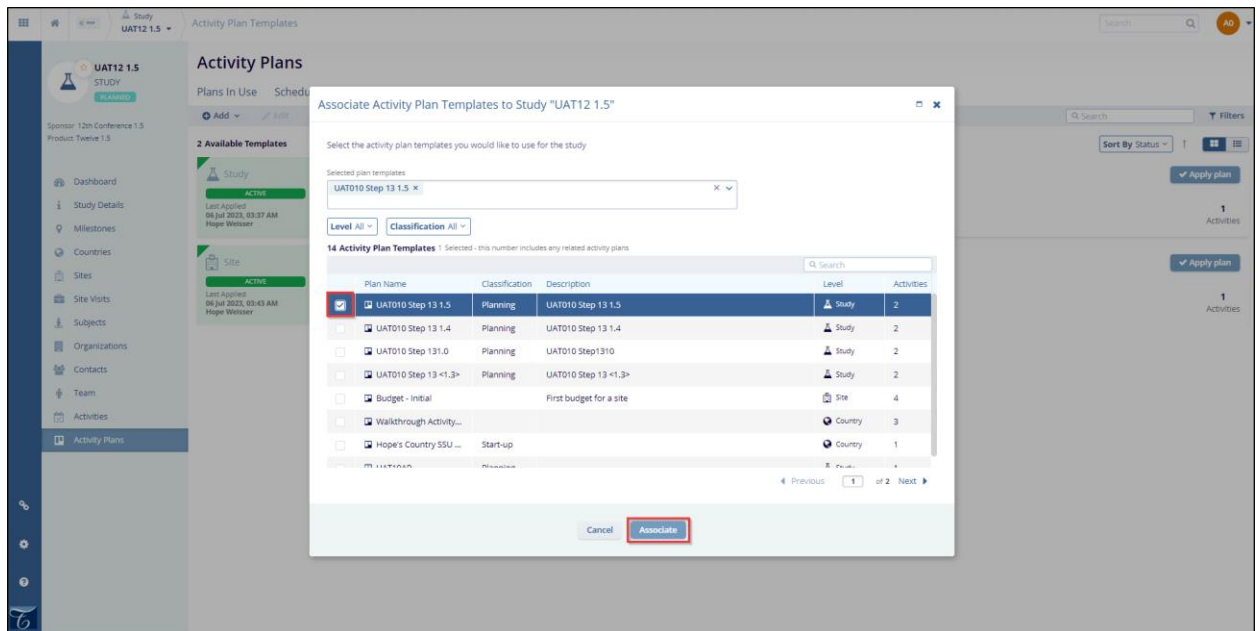 Study
UAT12 1.5
Activity Plan Templates
Search
AO
UAT12 1.5
STUDY
PLANNED
Sponsor 12th Conference 1.5
Product Twelve 1.5
Dashboard
Study Details
Milestones
Countries
Sites
Site Visits
Subjects
Organizations
Contacts
Team
Activities
Activity Plans
Activity Plans
Plans In Use Schedu
Add Edit
Search Filters
2 Available Templates
Sort By Status
Study
ACTIVE
Last Applied
06 Jul 2023, 03:37 AM
Hope Weisser
Apply plan
1
Activities
Site
ACTIVE
Last Applied
06 Jul 2023, 03:43 AM
Hope Weisser
Apply plan
1
Activities
Associate Activity Plan Templates to Study "UAT12 1.5"
Select the activity plan templates you would like to use for the study
Selected plan templates
UAT010 Step 13 1.5 ×
Level All Classification All
14 Activity Plan Templates 1 Selected - this number includes any related activity plans
Search
Plan Name Classification Description Level Activities
UAT010 Step 13 1.5 Planning UAT010 Step 13 1.5 Study 2
UAT010 Step 13 1.4 Planning UAT010 Step 13 1.4 Study 2
UAT010 Step 131.0 Planning UAT010 Step1310 Study 2
UAT010 Step 13 <1.3> Planning UAT010 Step 13 <1.3> Study 2
Budget - Initial First budget for a site Site 4
Walkthrough Activity... Country 3
Hope's Country SSU ... Start-up Country 1
Planning Study 1
Previous 1 of 2 Next
Cancel Associate